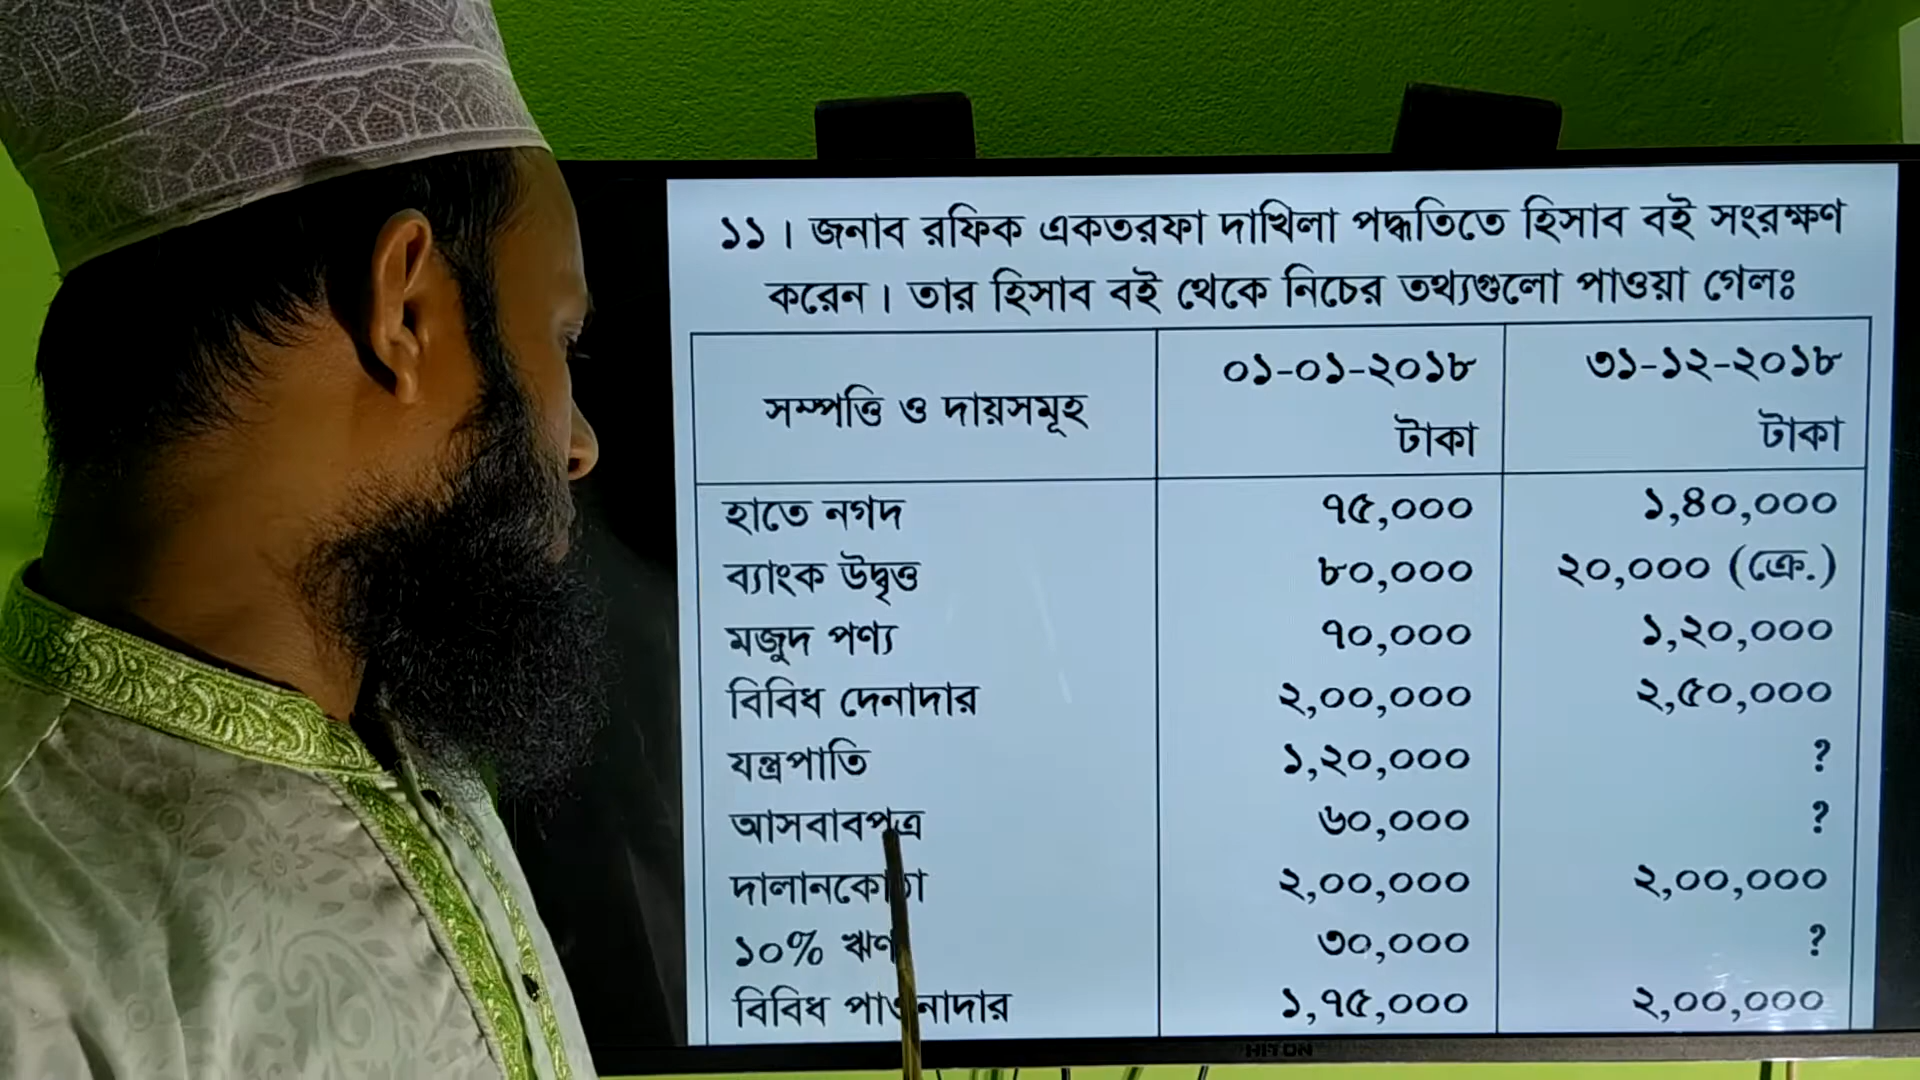 ১১। জনাব রফিক একতরফা দাখিলা পদ্ধতিতে হিসাব বই সংরক্ষণ
করেন। তার হিসাব বই থেকে নিচের তথ্যগুলো পাওয়া গেলঃ
সম্পত্তি ও দায়সমূহ ০১-০১-২০১৮ টাকা ৩১-১২-২০১৮ টাকা
হাতে নগদ ৭৫,০০০ ১,৪০,০০০
ব্যাংক উদ্বৃত্ত ৮০,০০০ ২০,০০০ (ক্রে.)
মজুদ পণ্য ৭০,০০০ ১,২০,০০০
বিবিধ দেনাদার ২,০০,০০০ ২,৫০,০০০
যন্ত্রপাতি ১,২০,০০০ ?
আসবাবপত্র ৬০,০০০ ?
দালানকোঠা ২,০০,০০০ ২,০০,০০০
১০% ঋণ ৩০,০০০ ?
বিবিধ পাওনাদার ১,৭৫,০০০ ২,০০,০০০
HITON